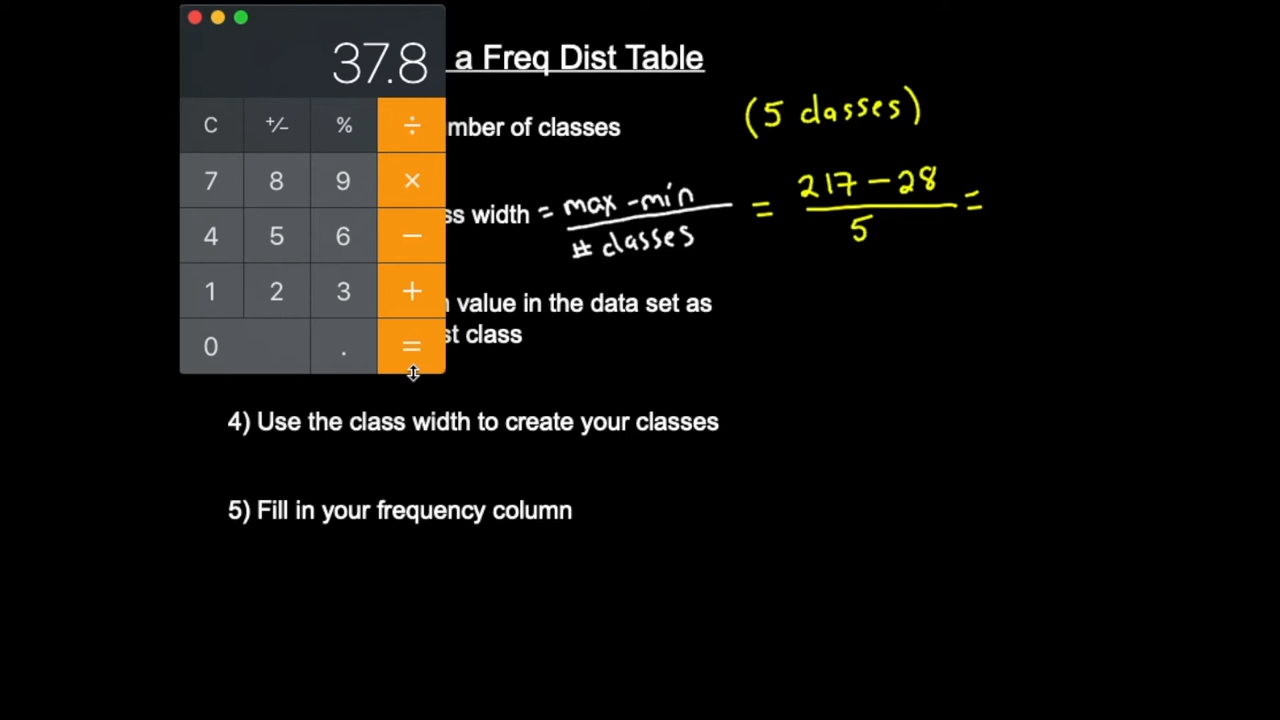 37.8
a Freq Dist Table
C +/- % ÷
7 8 9 ×
4 5 6 −
1 2 3 +
0 . =
mber of classes
(5 classes)
ss width = max - min / # classes = 217 - 28 / 5 =
value in the data set as
st class
4) Use the class width to create your classes
5) Fill in your frequency column